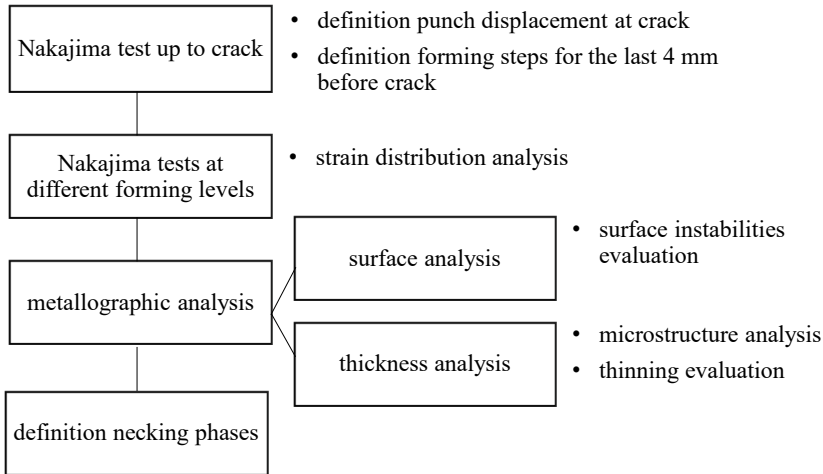 Nakajima test up to crack
• definition punch displacement at crack
• definition forming steps for the last 4 mm
before crack
Nakajima tests at
different forming levels
• strain distribution analysis
metallographic analysis
surface analysis
• surface instabilities
evaluation
thickness analysis
• microstructure analysis
• thinning evaluation
definition necking phases